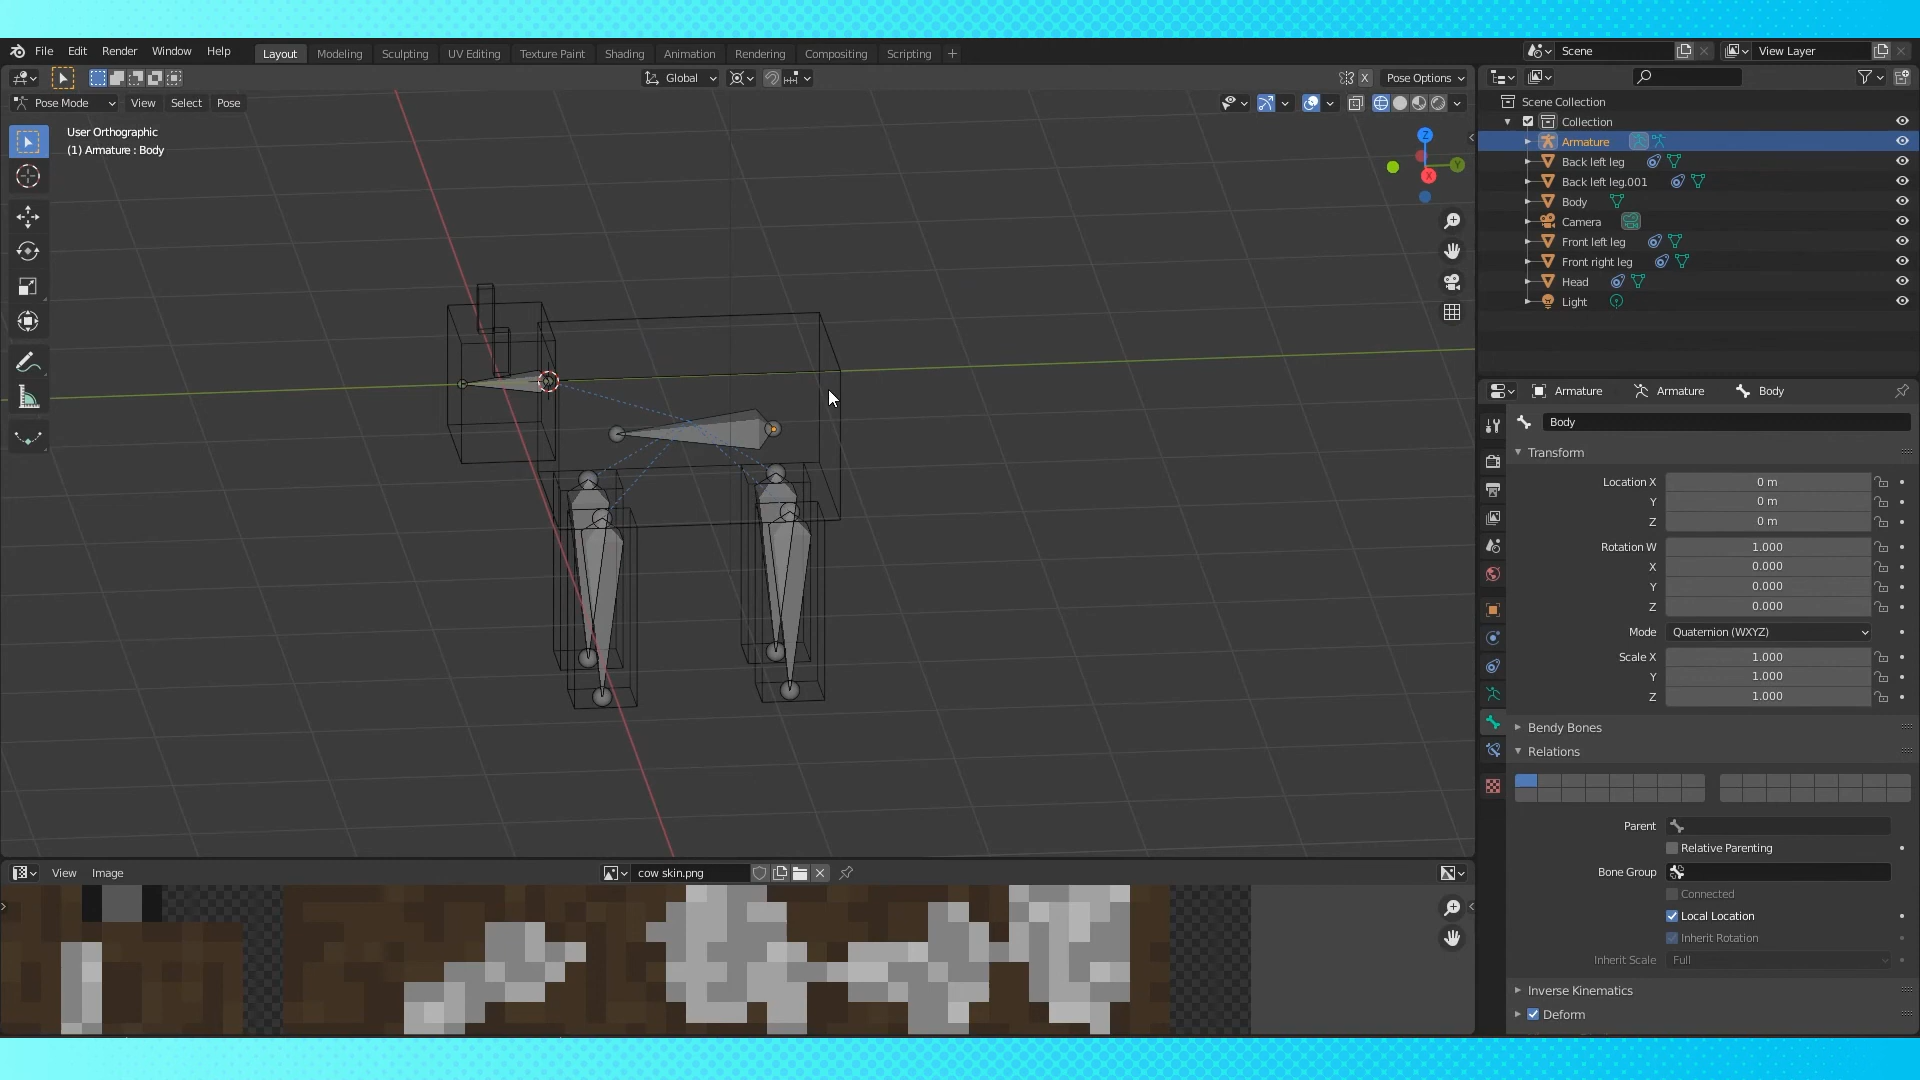 File Edit Render Window Help
Layout Modeling Sculpting UV Editing Texture Paint Shading Animation Rendering Compositing Scripting
Scene
View Layer
Global
X
Pose Options
Pose Mode View Select Pose
User Orthographic
(1) Armature : Body
Z
Y
X
Scene Collection
Collection
Armature
Back left leg
Back left leg.001
Body
Camera
Front left leg
Front right leg
Head
Light
Armature Armature Body
Body
Transform
Location X 0 m
Y 0 m
Z 0 m
Rotation W 1.000
X 0.000
Y 0.000
Z 0.000
Mode Quaternion (WXYZ)
Scale X 1.000
Y 1.000
Z 1.000
Bendy Bones
Relations
Parent
Relative Parenting
Bone Group
Connected
Local Location
Inherit Rotation
Inherit Scale Full
Inverse Kinematics
Deform
View Image
cow skin.png